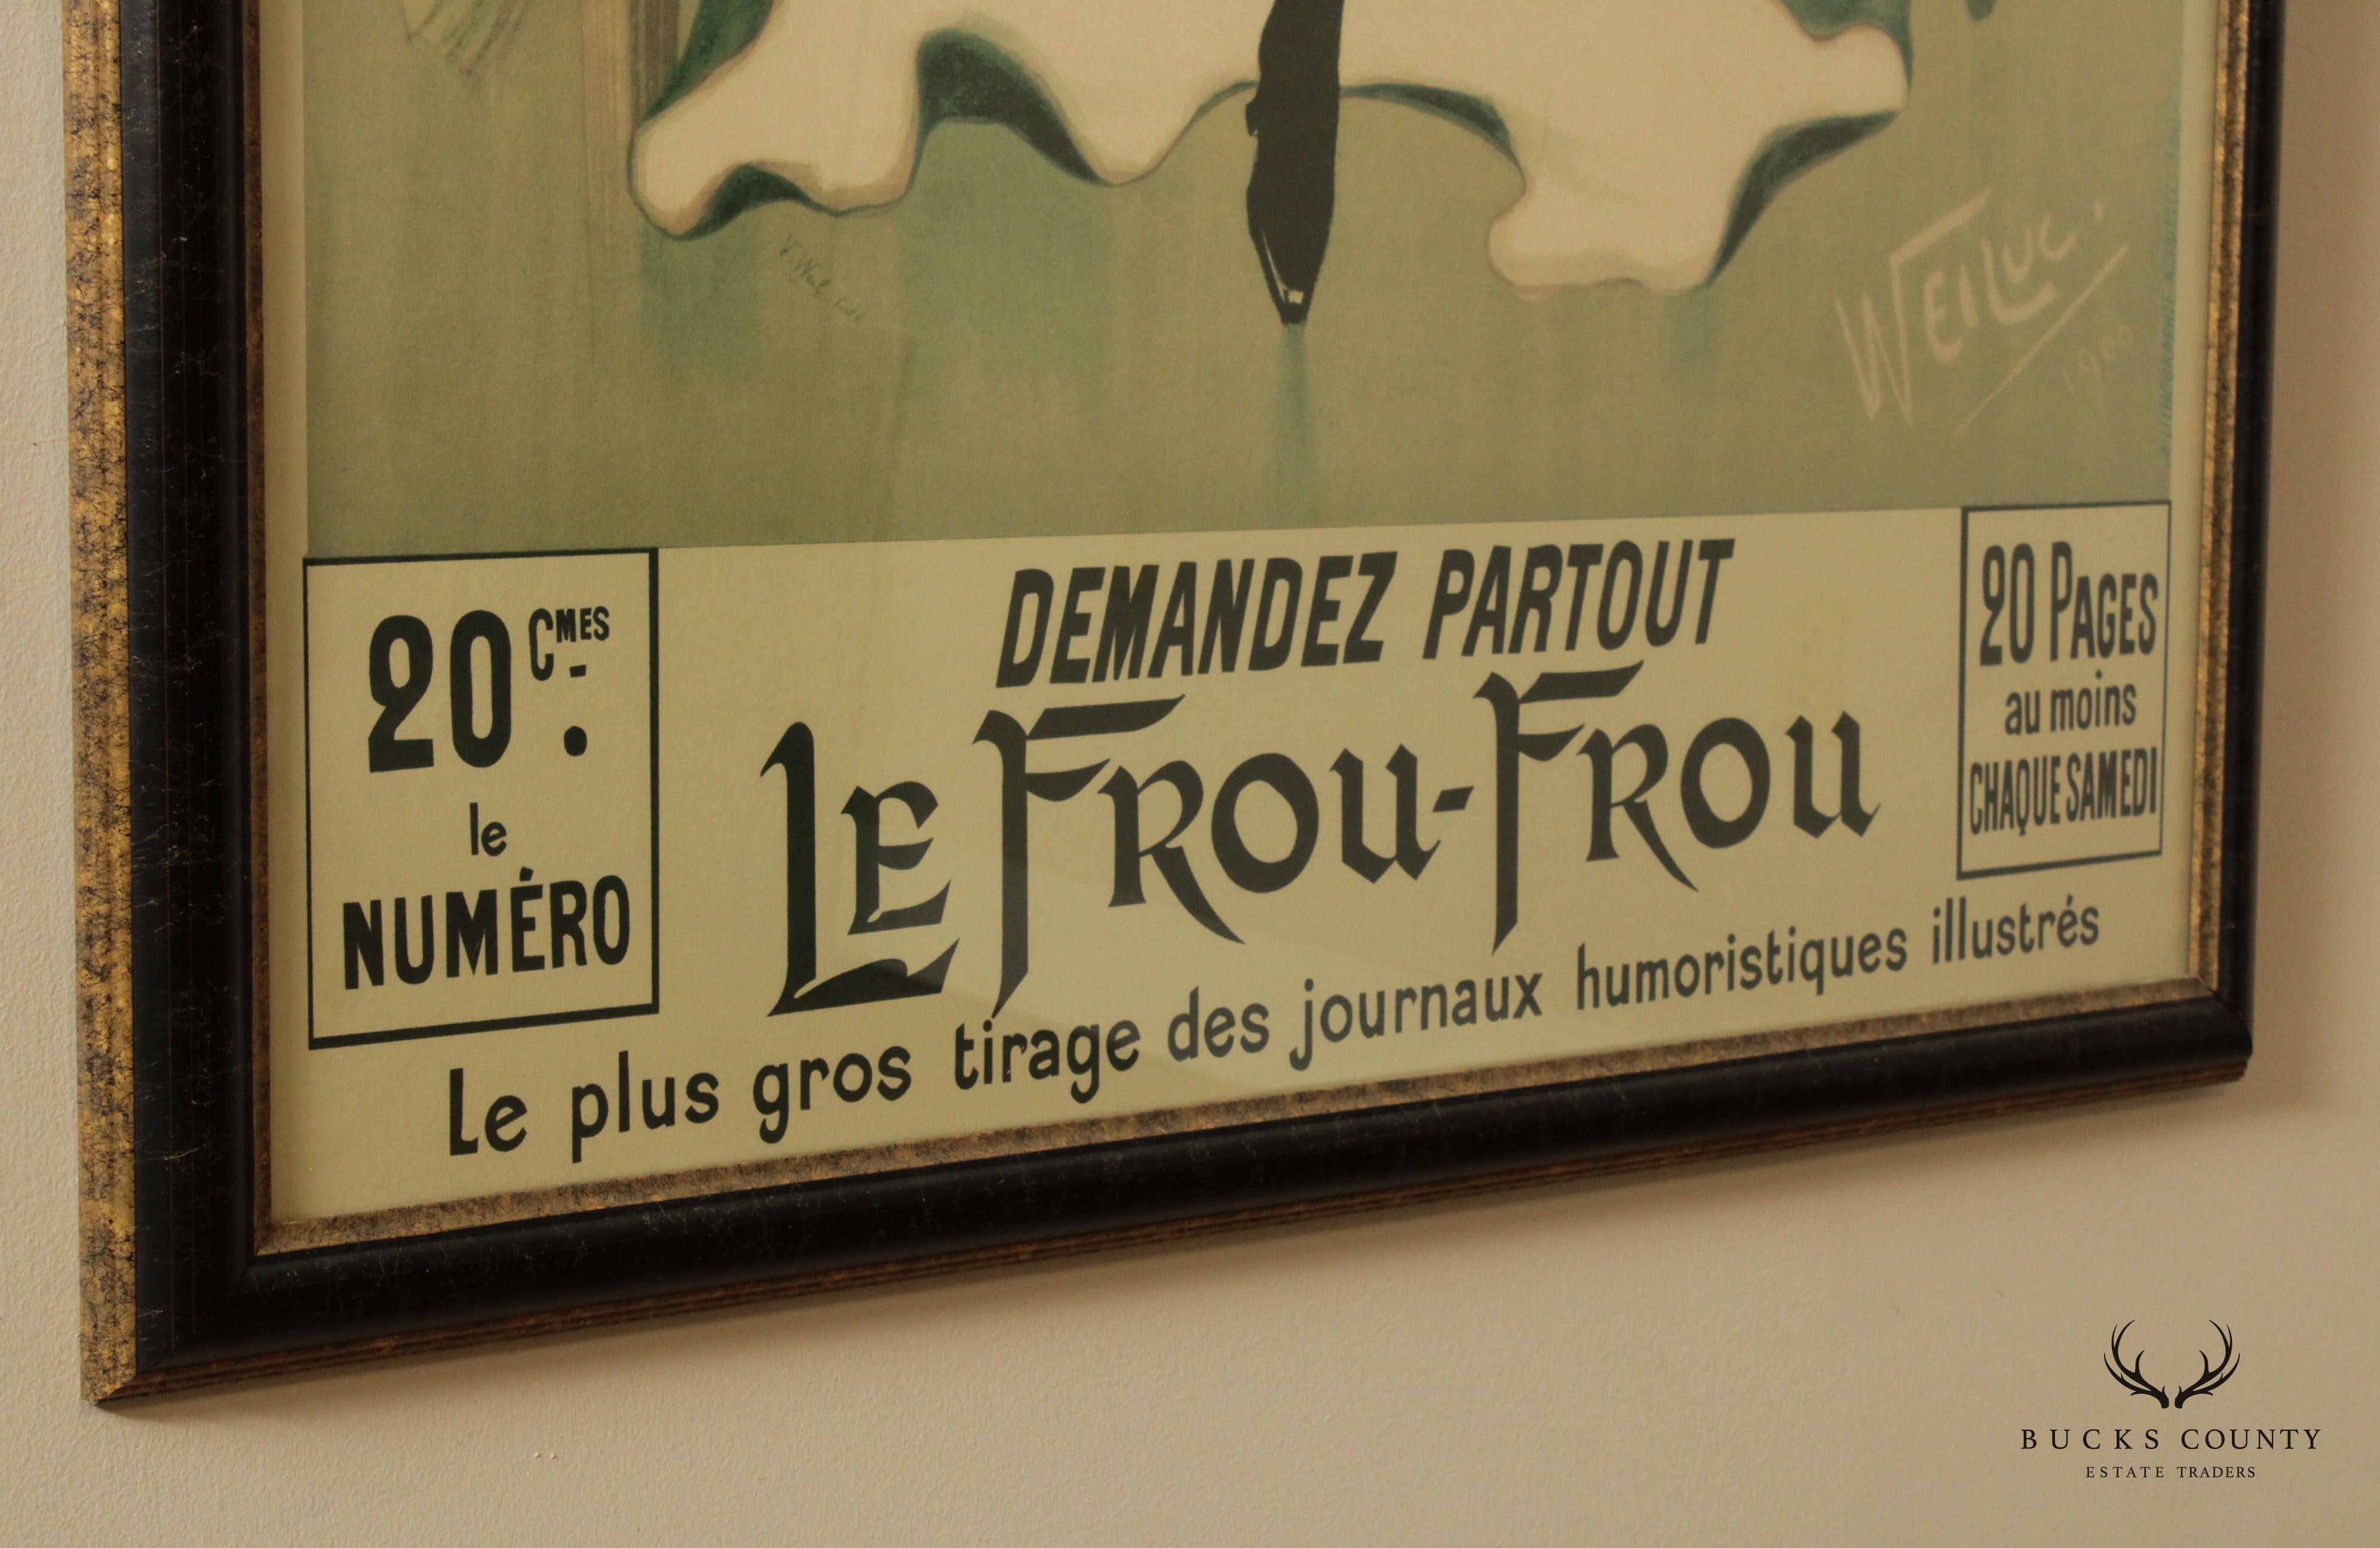 WEILUC.
1900
20 CMES
le
NUMÉRO
DEMANDEZ PARTOUT
LE FROU-FROU
20 PAGES
au moins
CHAQUE SAMEDI
Le plus gros tirage des journaux humoristiques illustrés
BUCKS COUNTY
ESTATE TRADERS